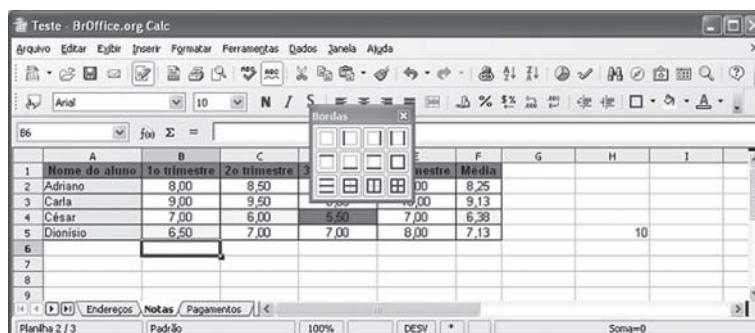 Teste - BrOffice.org Calc
Arquivo Editar Exibir Inserir Formatar Ferramentas Dados Janela Ajuda
Arial 10 N I S
Bordas
B6 f(x) Σ =
A B C F G H I
1 Nome do aluno 1o trimestre 2o trimestre 3 mestre Média
2 Adriano 8,00 8,50 00 8,25
3 Carla 9,00 9,50 9,13
4 César 7,00 6,00 5,50 7,00 6,38
5 Dionísio 6,50 7,00 7,00 8,00 7,13 10
6
7
8
9
Endereços Notas Pagamentos
Planilha 2 / 3 Padrão 100% DESV * Soma=0